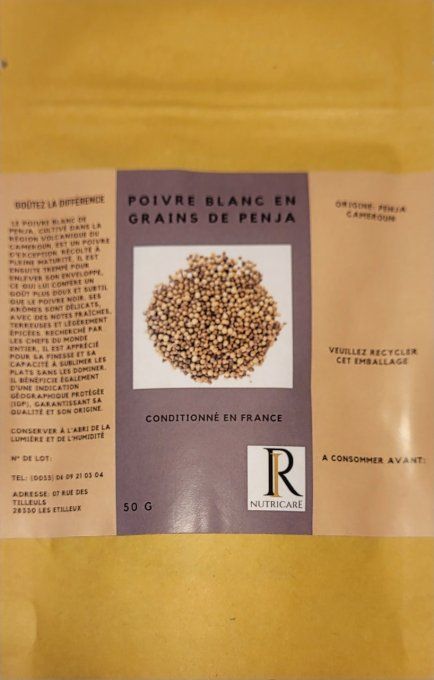 GOÛTEZ LA DIFFÉRENCE
LE POIVRE BLANC DE
PENJA, CULTIVÉ DANS LA
RÉGION VOLCANIQUE DU
CAMEROUN, EST UN POIVRE
D'EXCEPTION. RÉCOLTÉ À
PLEINE MATURITÉ, IL EST
ENSUITE TREMPÉ POUR
ENLEVER SON ENVELOPPE,
CE QUI LUI CONFÈRE UN
GOÛT PLUS DOUX ET SUBTIL
QUE LE POIVRE NOIR. SES
ARÔMES SONT DÉLICATS,
AVEC DES NOTES FRAÎCHES,
TERREUSES ET LÉGÈREMENT
ÉPICÉES. RECHERCHÉ PAR
LES CHEFS DU MONDE
ENTIER, IL EST APPRÉCIÉ
POUR SA FINESSE ET SA
CAPACITÉ À SUBLIMER LES
PLATS SANS LES DOMINER.
IL BÉNÉFICIE ÉGALEMENT
D'UNE INDICATION
GÉOGRAPHIQUE PROTÉGÉE
(IGP), GARANTISSANT SA
QUALITÉ ET SON ORIGINE.
CONSERVER À L'ABRI DE LA
LUMIÈRE ET DE L'HUMIDITÉ
N° DE LOT:
TEL: (0033) 06 09 21 03 04
ADRESSE: 07 RUE DES
TILLEULS
28330 LES ETILLEUX
POIVRE BLANC EN
GRAINS DE PENJA
CONDITIONNÉ EN FRANCE
50 G
NUTRICARE
ORIGINE: PENJA
CAMEROUN
VEUILLEZ RECYCLER
CET EMBALLAGE
A CONSOMMER AVANT: